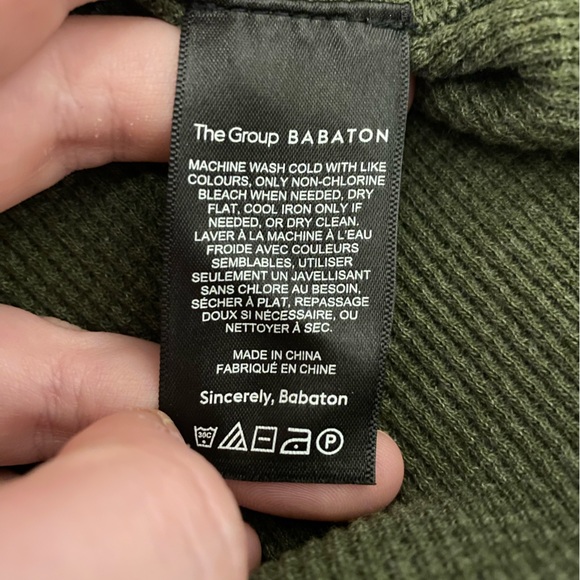 The Group BABATON
MACHINE WASH COLD WITH LIKE
COLOURS, ONLY NON-CHLORINE
BLEACH WHEN NEEDED, DRY
FLAT, COOL IRON ONLY IF
NEEDED, OR DRY CLEAN.
LAVER À LA MACHINE À L'EAU
FROIDE AVEC COULEURS
SEMBLABLES, UTILISER
SEULEMENT UN JAVELLISANT
SANS CHLORE AU BESOIN,
SÉCHER À PLAT, REPASSAGE
DOUX SI BESOIN, OU
NETTOYER À SEC.
MADE IN CHINA
FABRIQUÉ EN CHINE
Sincerely, Babaton
30C P